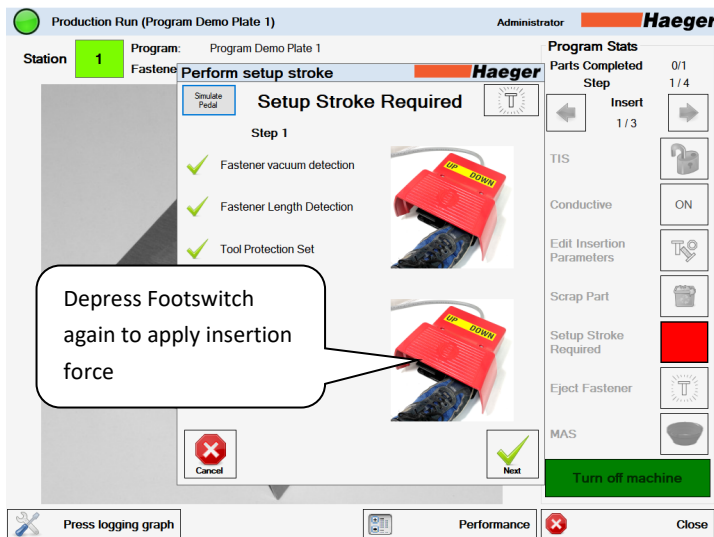 Production Run (Program Demo Plate 1)
Administrator
Haeger
Station
1
Program:
Program Demo Plate 1
Fastene
Perform setup stroke
Haeger
Simulate
Pedal
Setup Stroke Required
Step 1
Fastener vacuum detection
Fastener Length Detection
Tool Protection Set
UP DOWN
UP DOWN
Depress Footswitch
again to apply insertion
force
Cancel
Next
Program Stats
Parts Completed 0/1
Step 1/4
Insert
1/3
TIS
Conductive
ON
Edit Insertion
Parameters
Scrap Part
Setup Stroke
Required
Eject Fastener
MAS
Turn off machine
Press logging graph
Performance
Close